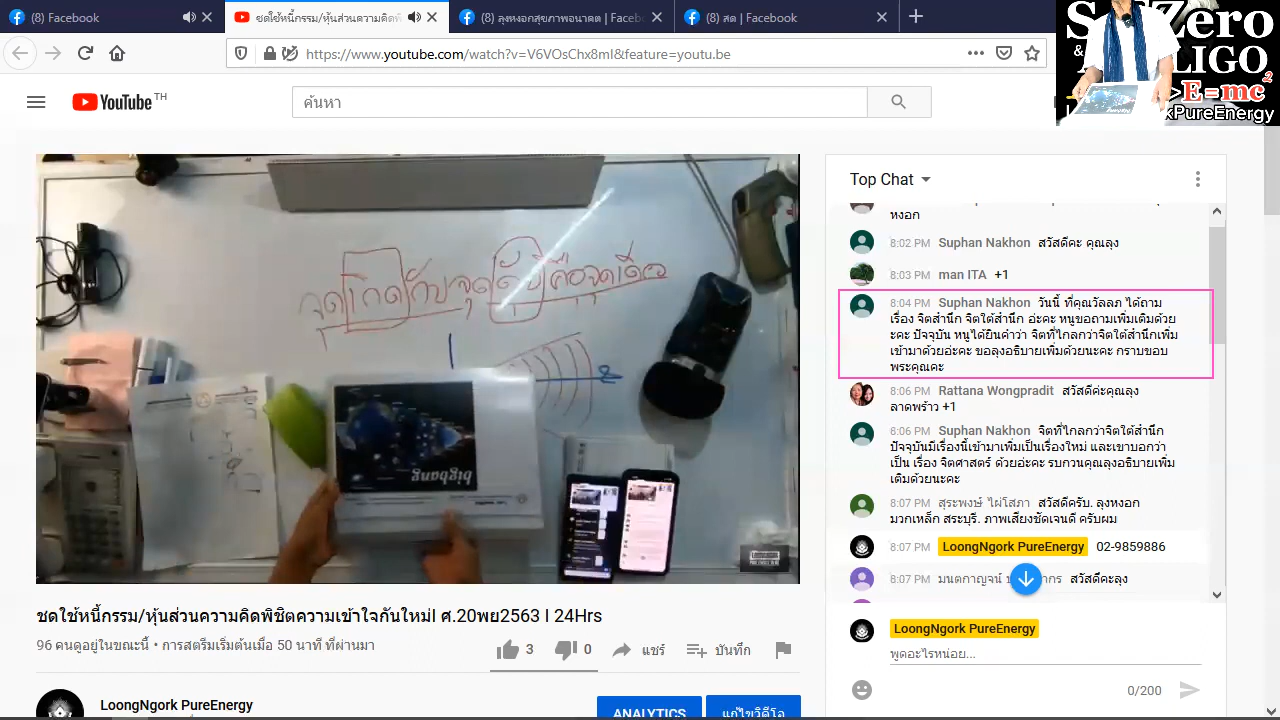 (8) Facebook
ชดใช้หนี้กรรม/หุ้นส่วนความคิดพิ
(8) ลุงหงอกสุขภาพอนาคต | Faceb
(8) สด | Facebook
Zero
LIGO
E=mc2
rkPureEnergy
https://www.youtube.com/watch?v=V6VOsChx8mI&feature=youtu.be
YouTube TH
ค้นหา
จุดเกิดกับจุดดับคือจุดเดียว
bigbang
Top Chat
หงอก
8:02 PM Suphan Nakhon สวัสดีคะ คุณลุง
8:03 PM man ITA +1
8:04 PM Suphan Nakhon วันนี้ ที่คุณวัลลภ ได้ถาม
เรื่อง จิตสำนึก จิตใต้สำนึก อ่ะคะ หนูขอถามเพิ่มเติมด้วย
ะคะ ปัจจุบัน หนูได้ยินคำว่า จิตที่ไกลกว่าจิตใต้สำนึกเพิ่ม
เข้ามาด้วยอ่ะคะ ขอลุงอธิบายเพิ่มด้วยนะคะ กราบขอบ
พระคุณคะ
8:06 PM Rattana Wongpradit สวัสดีค่ะคุณลุง
ลาดพร้าว +1
8:06 PM Suphan Nakhon จิตที่ไกลกว่าจิตใต้สำนึก
ปัจจุบันมีเรื่องนี้เข้ามาเพิ่มเป็นเรื่องใหม่ และเขาบอกว่า
เป็น เรื่อง จิตศาสตร์ ด้วยอ่ะคะ รบกวนคุณลุงอธิบายเพิ่ม
เติมด้วยนะคะ
8:07 PM สุระพงษ์ ไผ่โสภา สวัสดีครับ. ลุงหงอก
มวกเหล็ก สระบุรี. ภาพเสียงชัดเจนดี ครับผม
8:07 PM LoongNgork PureEnergy 02-9859886
8:07 PM มนตกาญจน์ สวัสดีคะลุง
LoongNgork PureEnergy
พูดอะไรหน่อย...
0/200
ชดใช้หนี้กรรม/หุ้นส่วนความคิดพิชิตความเข้าใจกันใหม่l ศ.20พย2563 l 24Hrs
96 คนดูอยู่ในขณะนี้ • การสตรีมเริ่มต้นเมื่อ 50 นาที ที่ผ่านมา
3 0 แชร์ บันทึก
LoongNgork PureEnergy
ANALYTICS แก้ไขวิดีโอ